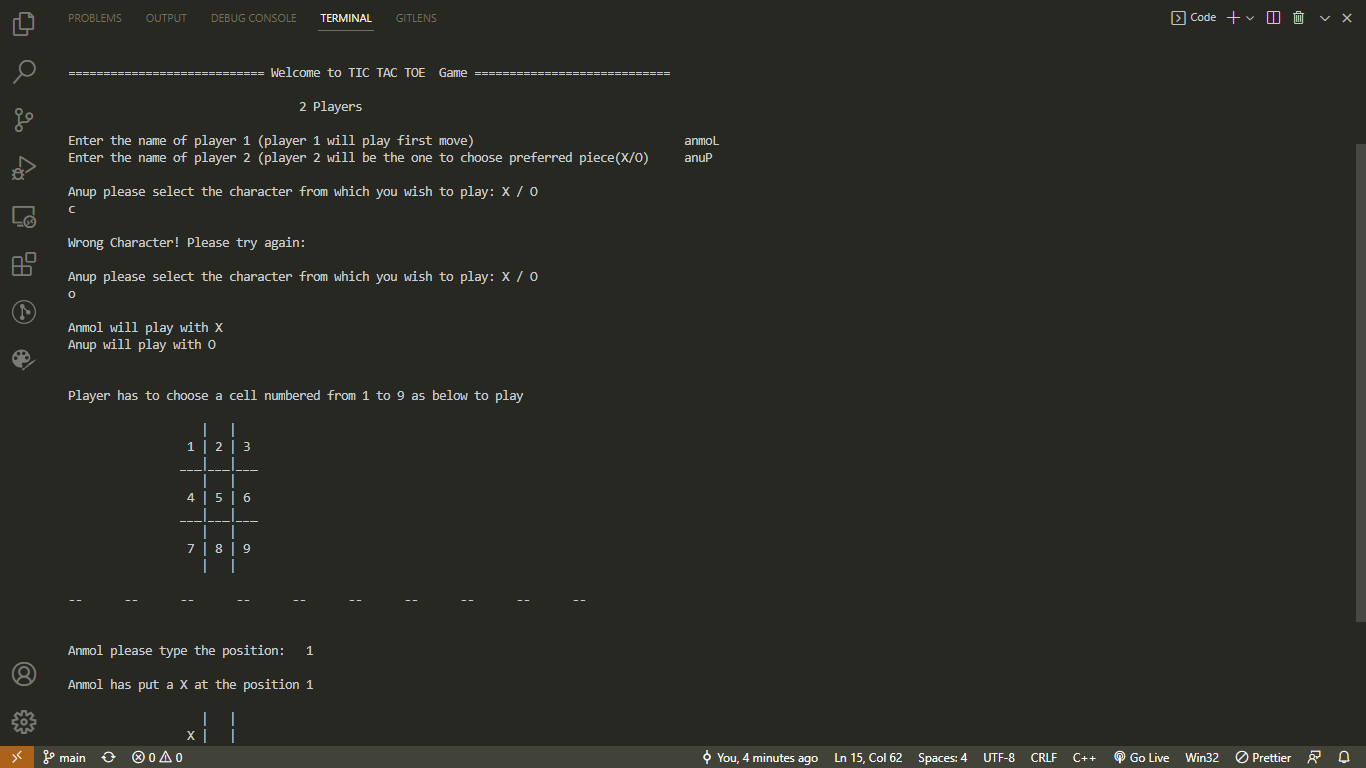 PROBLEMS OUTPUT DEBUG CONSOLE TERMINAL GITLENS Code
=========================== Welcome to TIC TAC TOE  Game ===========================
2 Players
Enter the name of player 1 (player 1 will play first move) anmoL
Enter the name of player 2 (player 2 will be the one to choose preferred piece(X/O) anuP
Anup please select the character from which you wish to play: X / O
c
Wrong Character! Please try again:
Anup please select the character from which you wish to play: X / O
o
Anmol will play with X
Anup will play with O
Player has to choose a cell numbered from 1 to 9 as below to play
   |   |
 1 | 2 | 3
___|___|___
   |   |
 4 | 5 | 6
___|___|___
   |   |
 7 | 8 | 9
   |   |
--      --      --      --      --      --      --      --      --      --
Anmol please type the position:   1
Anmol has put a X at the position 1
   |   |
 X |   |
main 0 0 You, 4 minutes ago Ln 15, Col 62 Spaces: 4 UTF-8 CRLF C++ Go Live Win32 Prettier